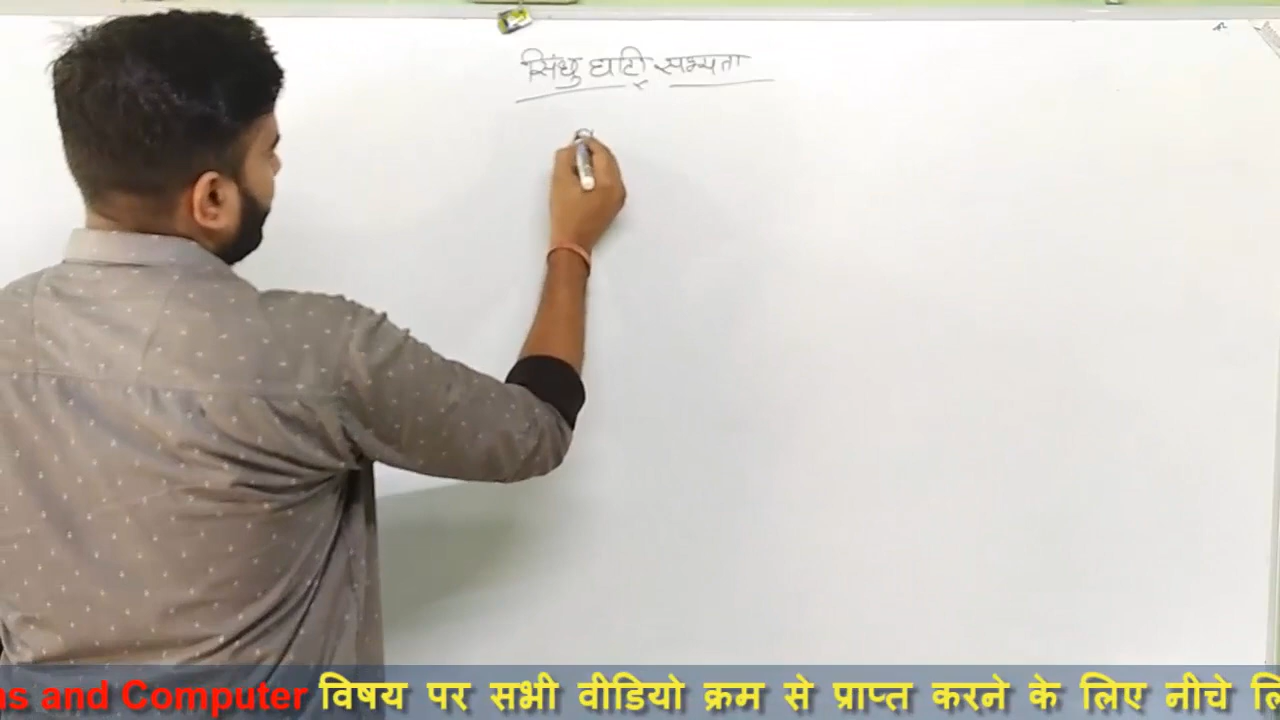 सिंधु घाटी सभ्यता
and Computer विषय पर सभी वीडियो क्रम से प्राप्त करने के लिए नीचे